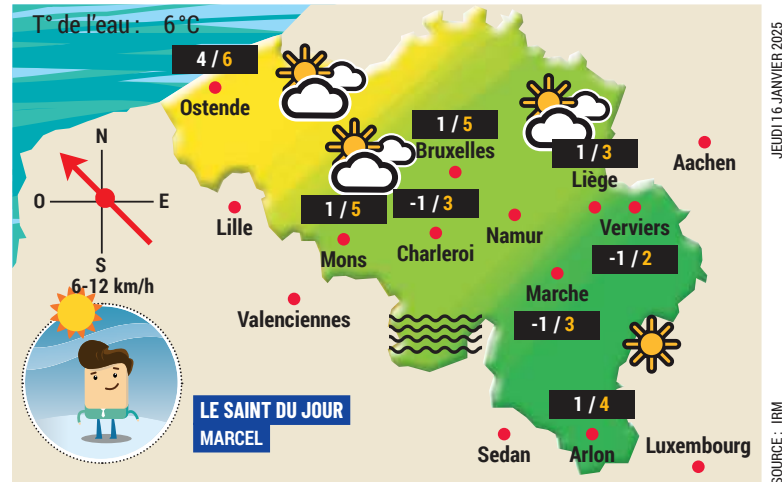 T° de l'eau : 6 °C
4 / 6
Ostende
1 / 5
Bruxelles
1 / 3
Liège
Aachen
N
O
E
S
6-12 km/h
Lille
1 / 5
Mons
-1 / 3
Charleroi
Namur
Verviers
-1 / 2
Marche
-1 / 3
Valenciennes
LE SAINT DU JOUR
MARCEL
1 / 4
Sedan
Arlon
Luxembourg
JEUDI 16 JANVIER 2025
SOURCE : IRM